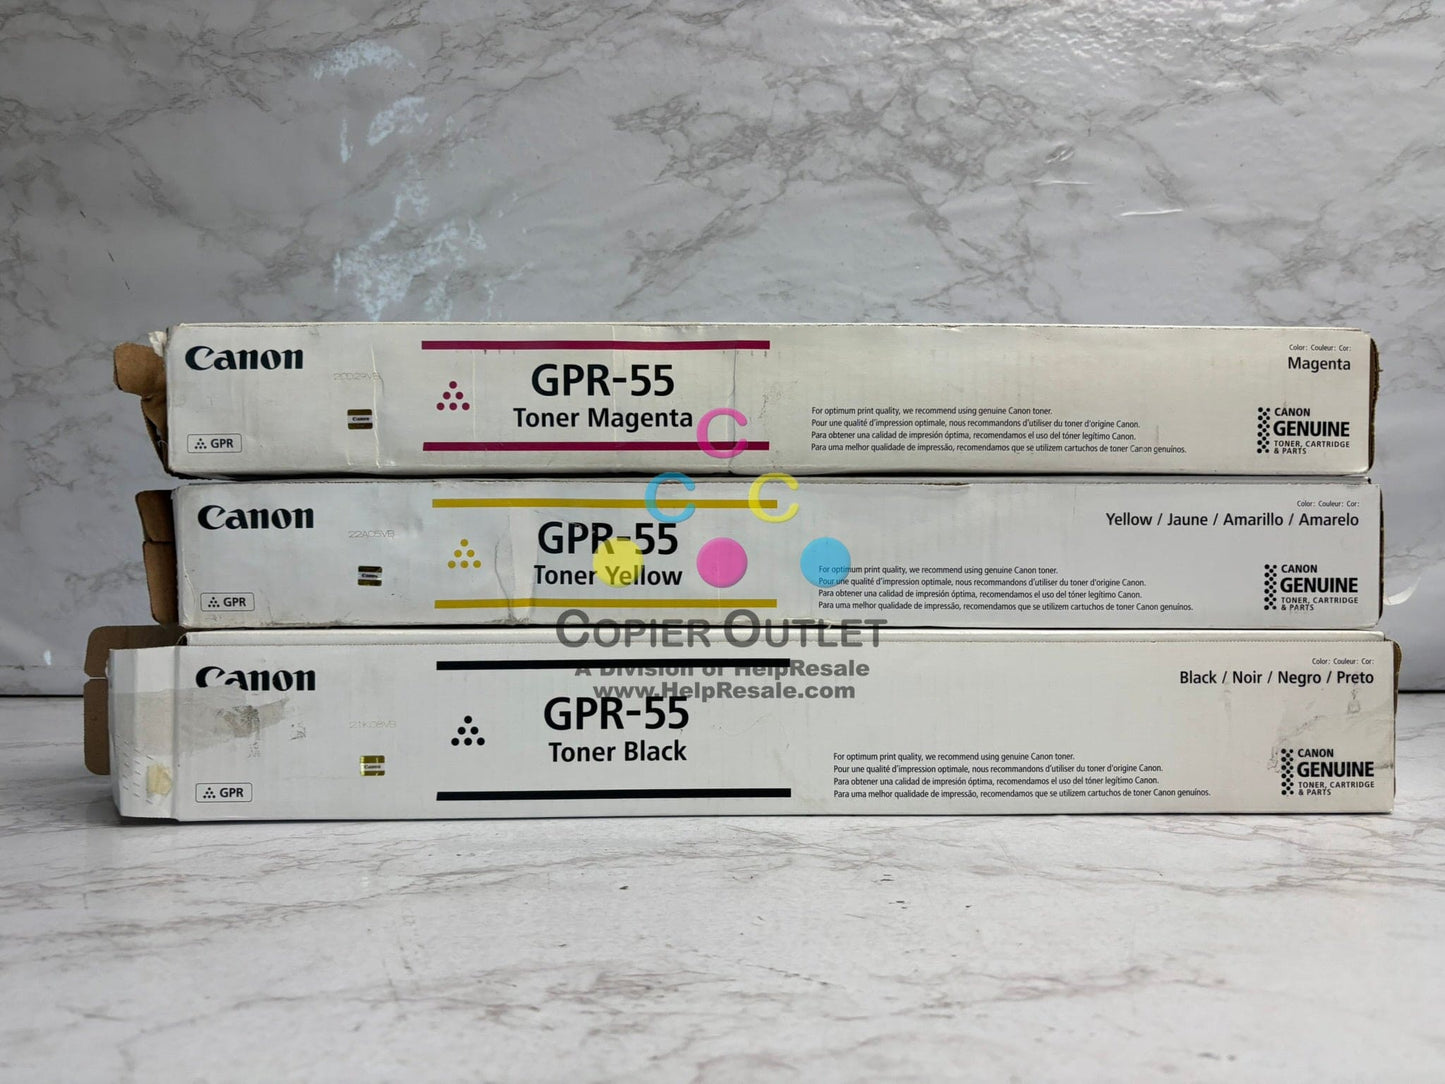 Canon
20D29VB
Canon
GPR
GPR-55
Toner Magenta
Color: Couleur: Cor:
Magenta
For optimum print quality, we recommend using genuine Canon toner.
Pour une qualité d'impression optimale, nous recommandons d'utiliser du toner d'origine Canon.
Para obtener una calidad de impresión óptima, recomendamos el uso del tóner legítimo Canon.
Para uma melhor qualidade de impressão, recomendamos que se utilizem cartuchos de toner Canon genuínos.
CANON
GENUINE
TONER, CARTRIDGE
& PARTS
C
C C
Canon
22A05VB
Canon
GPR
GPR-55
Toner Yellow
Color: Couleur: Cor:
Yellow / Jaune / Amarillo / Amarelo
For optimum print quality, we recommend using genuine Canon toner.
Pour une qualité d'impression optimale, nous recommandons d'utiliser du toner d'origine Canon.
Para obtener una calidad de impresión óptima, recomendamos el uso del tóner legítimo Canon.
Para uma melhor qualidade de impressão, recomendamos que se utilizem cartuchos de toner Canon genuínos.
CANON
GENUINE
TONER, CARTRIDGE
& PARTS
COPIER OUTLET
A Division of HelpResale
www.HelpResale.com
Canon
21K08VB
Canon
GPR
GPR-55
Toner Black
Color: Couleur: Cor:
Black / Noir / Negro / Preto
For optimum print quality, we recommend using genuine Canon toner.
Pour une qualité d'impression optimale, nous recommandons d'utiliser du toner d'origine Canon.
Para obtener una calidad de impresión óptima, recomendamos el uso del tóner legítimo Canon.
Para uma melhor qualidade de impressão, recomendamos que se utilizem cartuchos de toner Canon genuínos.
CANON
GENUINE
TONER, CARTRIDGE
& PARTS